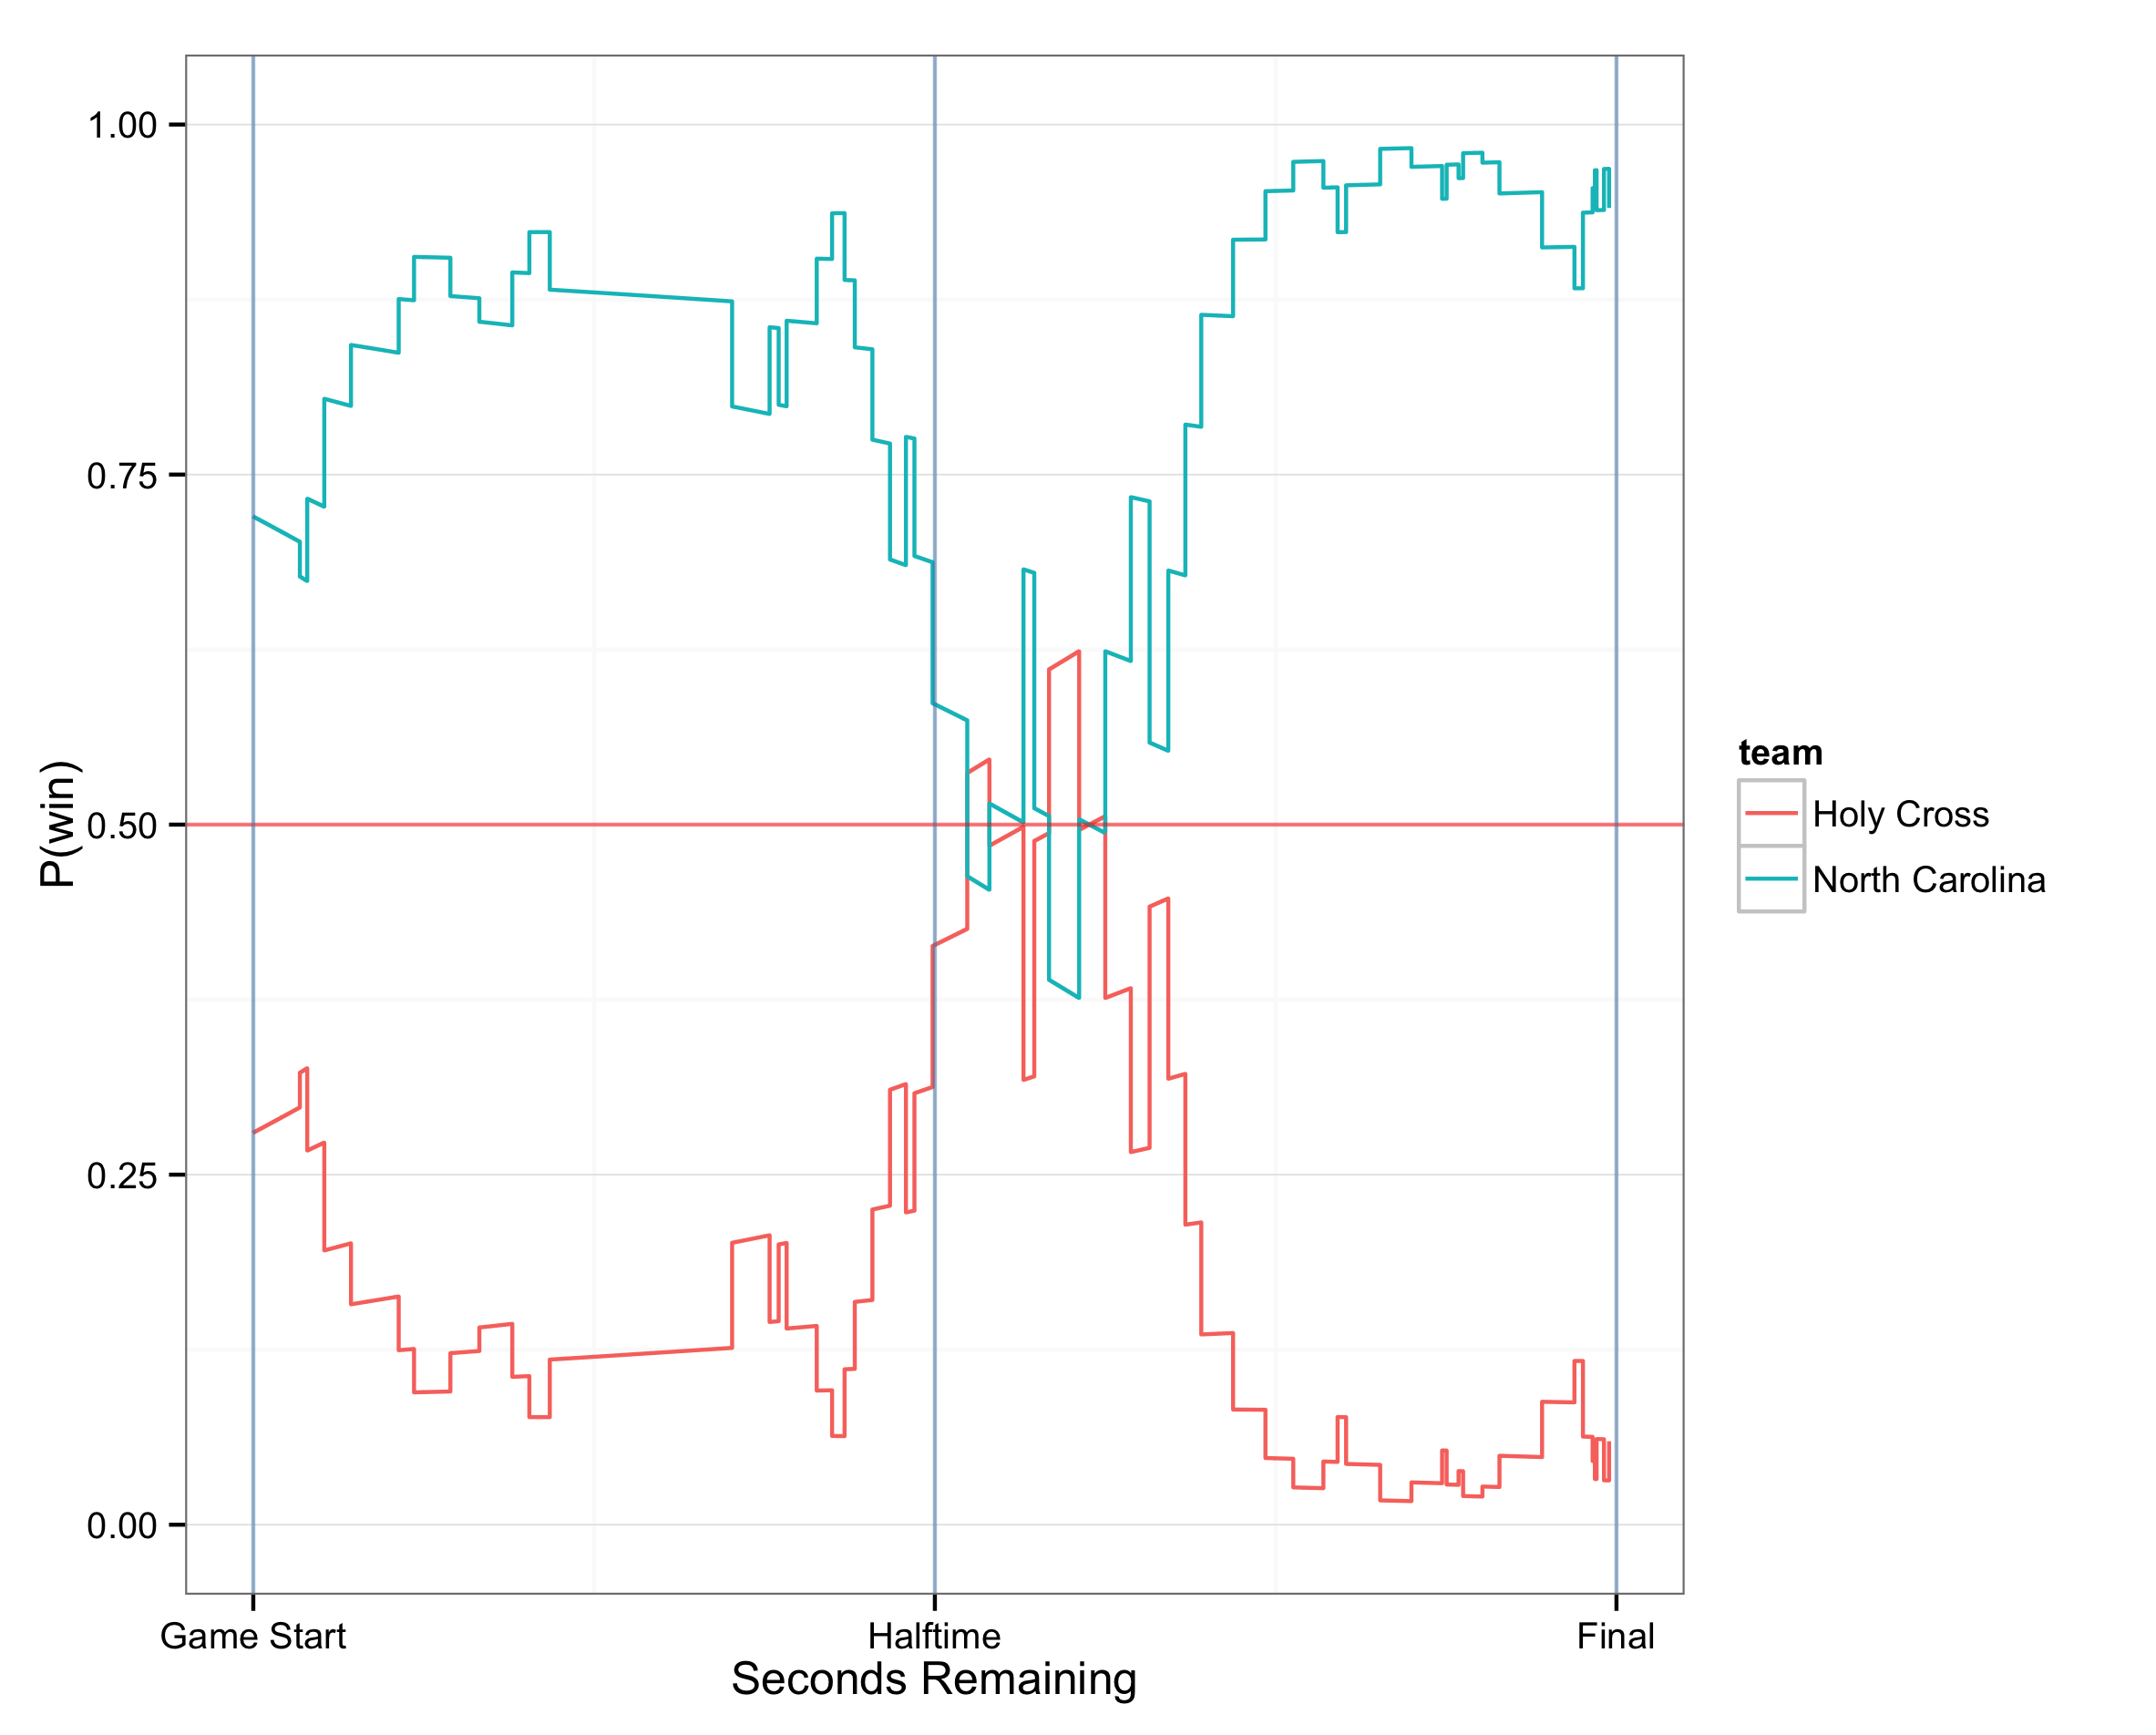 P(win)
1.00
0.75
0.50
0.25
0.00
Game Start
Halftime
Final
Seconds Remaining
team
Holy Cross
North Carolina